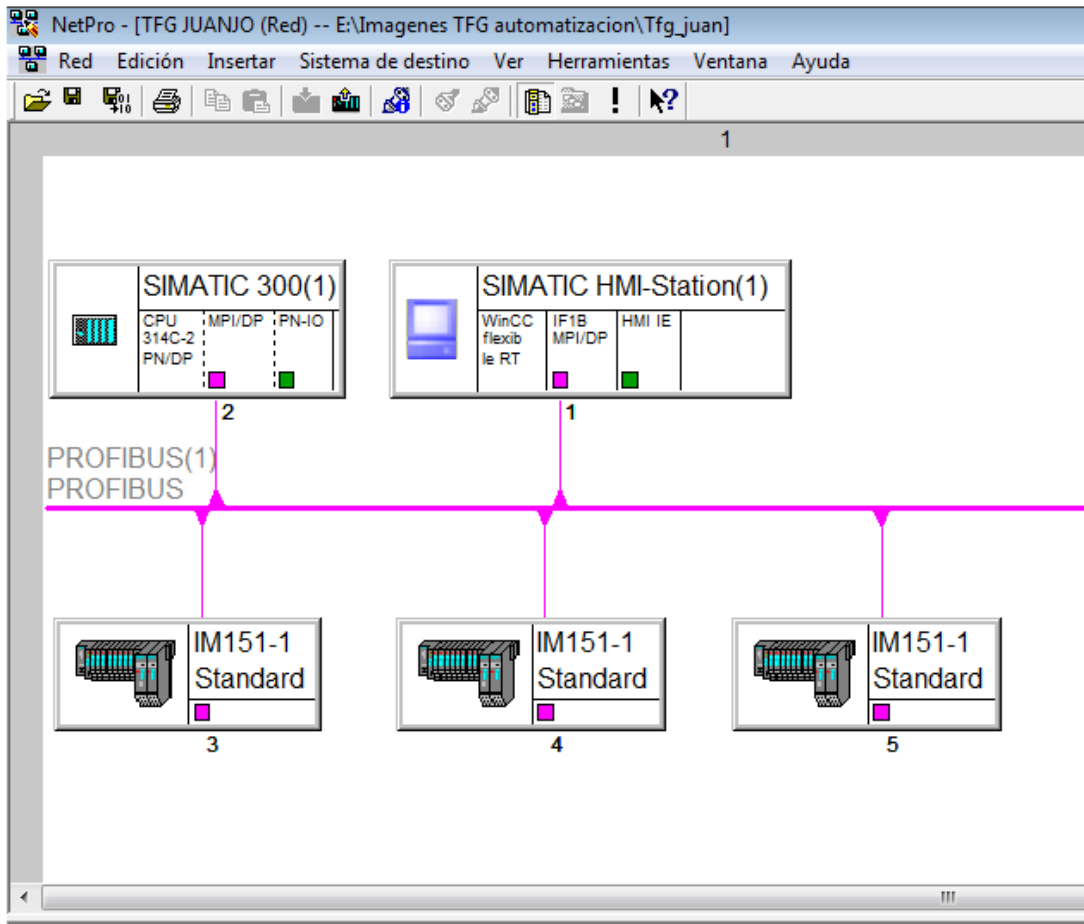 NetPro - [TFG JUANJO (Red) -- E:\Imagenes TFG automatizacion\Tfg_juan]
Red Edición Insertar Sistema de destino Ver Herramientas Ventana Ayuda
1
SIMATIC 300(1)
CPU 314C-2 PN/DP
MPI/DP
PN-IO
2
SIMATIC HMI-Station(1)
WinCC flexib le RT
IF1B MPI/DP
HMI IE
1
PROFIBUS(1)
PROFIBUS
IM151-1
Standard
3
IM151-1
Standard
4
IM151-1
Standard
5